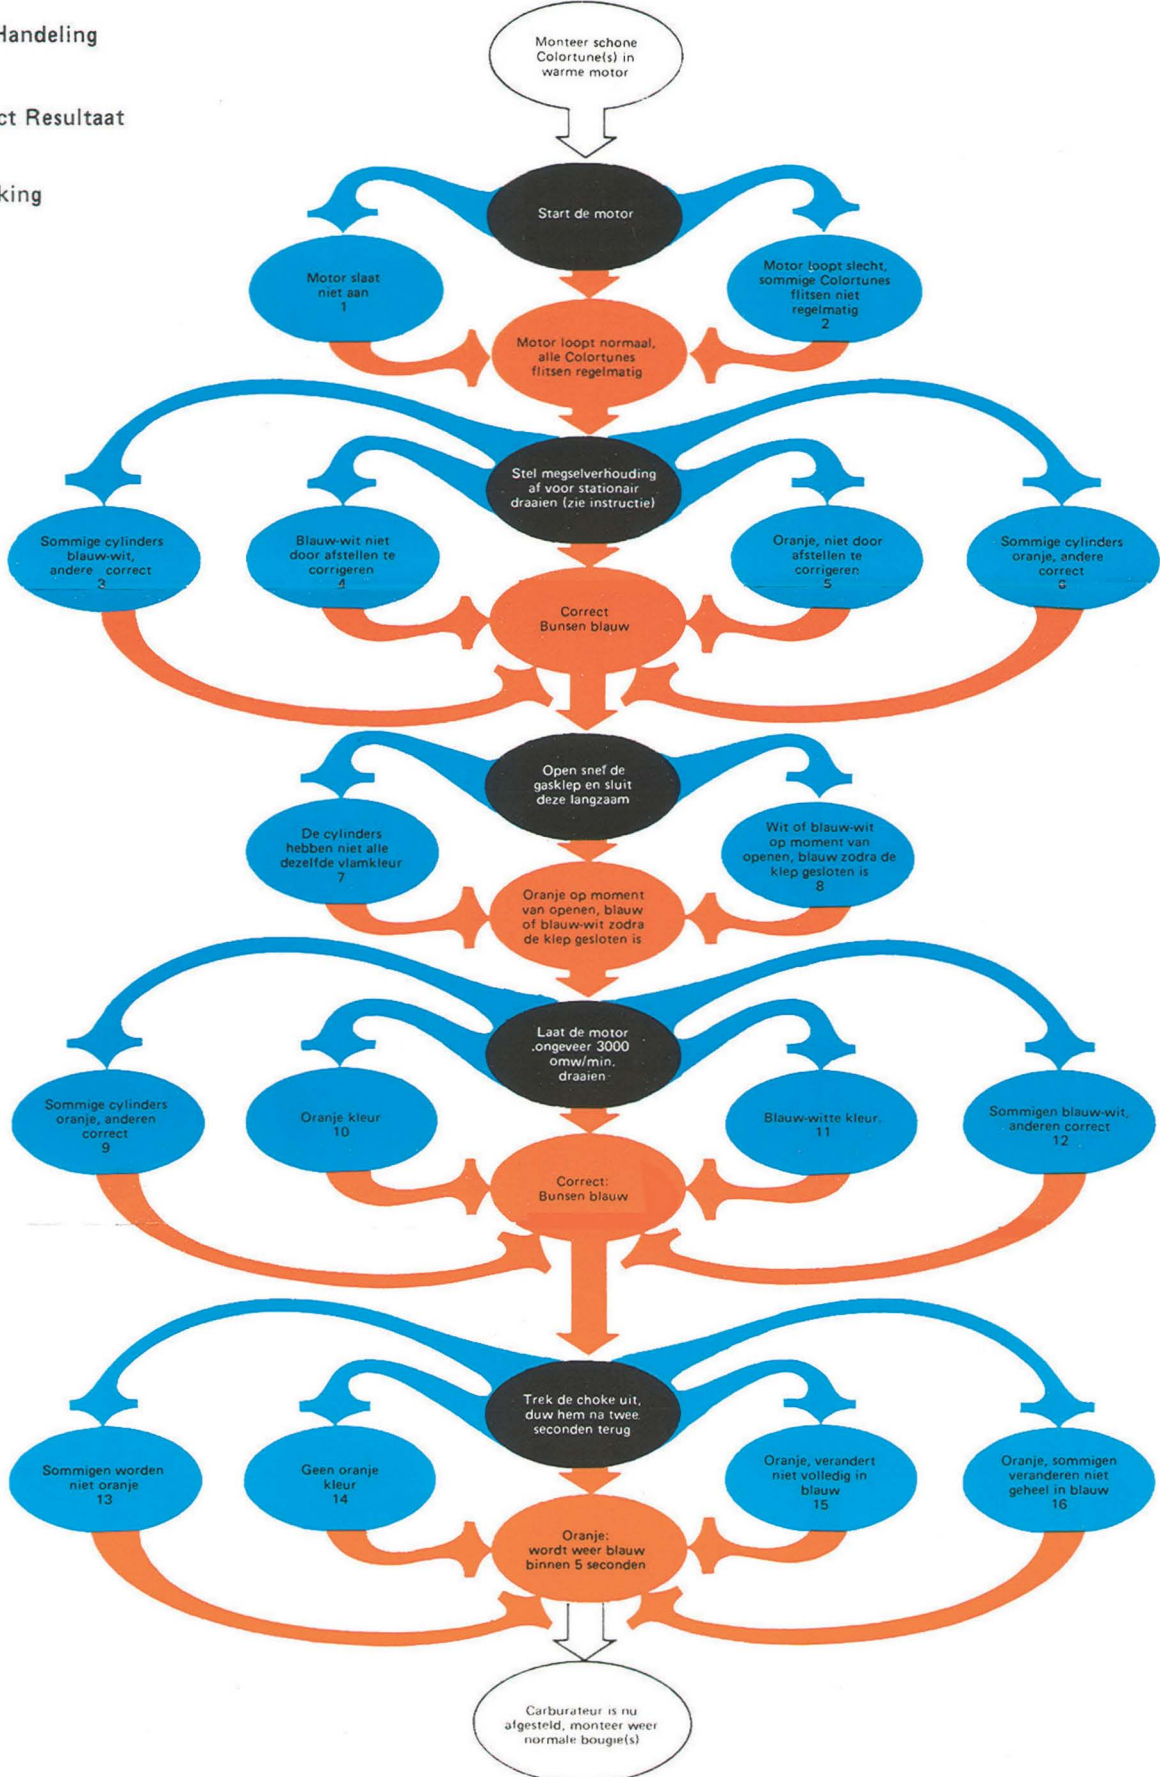 Handeling
ct Resultaat
king
Monteer schone
Colortune(s) in
warme motor
Start de motor
Motor slaat
niet aan
1
Motor loopt slecht,
sommige Colortunes
flitsen niet
regelmatig
2
Motor loopt normaal,
alle Colortunes
flitsen regelmatig
Stel megselverhouding
af voor stationair
draaien (zie instructie)
Sommige cylinders
blauw-wit,
andere correct
3
Blauw-wit niet
door afstellen te
corrigeren
4
Oranje, niet door
afstellen te
corrigeren
5
Sommige cylinders
oranje, andere
correct
6
Correct
Bunsen blauw
Open snel de
gasklep en sluit
deze langzaam
De cylinders
hebben niet alle
dezelfde vlamkleur
7
Wit of blauw-wit
op moment van
openen, blauw zodra de
klep gesloten is
8
Oranje op moment
van openen, blauw
of blauw-wit zodra
de klep gesloten is
Laat de motor
.ongeveer 3000
omw/min.
draaien
Sommige cylinders
oranje, anderen
correct
9
Oranje kleur
10
Blauw-witte kleur.
11
Sommigen blauw-wit,
anderen correct
12
Correct:
Bunsen blauw
Trek de choke uit,
duw hem na twee
seconden terug
Sommigen worden
niet oranje
13
Geen oranje
kleur
14
Oranje, verandert
niet volledig in
blauw
15
Oranje, sommigen
veranderen niet
geheel in blauw
16
Oranje:
wordt weer blauw
binnen 5 seconden
Carburateur is nu
afgesteld, monteer weer
normale bougie(s)